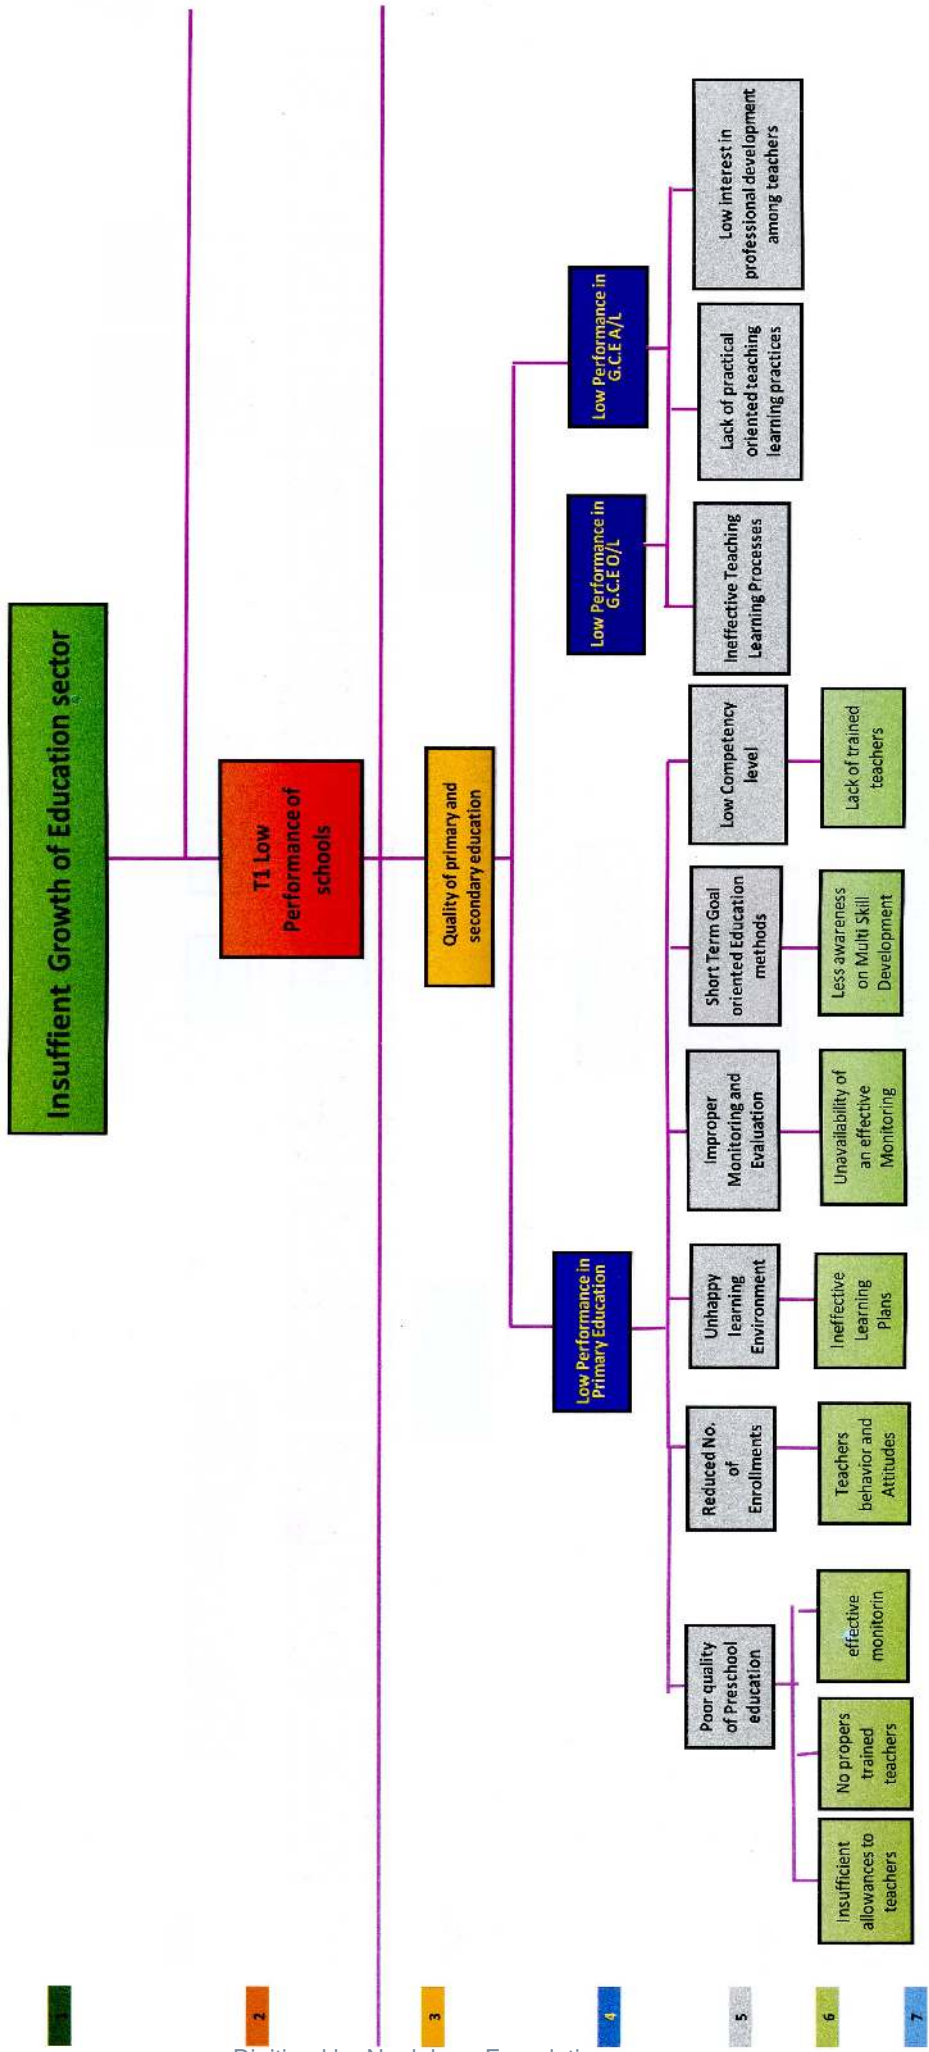 Insuffient Growth of Education sector
T1 Low
Performance of
schools
Quality of primary and
secondary education
Low Performance in
Primary Education
Low Performance in
G.C.E O/L
Low Performance in
G.C.E A/L
Poor quality
of Preschool
education
Reduced No.
of
Enrollments
Unhappy
learning
Environment
Improper
Monitoring and
Evaluation
Short Term Goal
oriented Education
methods
Low Competency
level
Ineffective Teaching
Learning Processes
Lack of practical
oriented teaching
learning practices
Low interest in
professional development
among teachers
Insufficient
allowances to
teachers
No propers
trained
teachers
effective
monitorin
Teachers
behavior and
Attitudes
Ineffective
Learning
Plans
Unavailability of
an effective
Monitoring
Less awareness
on Multi Skill
Development
Lack of trained
teachers
1
2
3
4
5
6
7